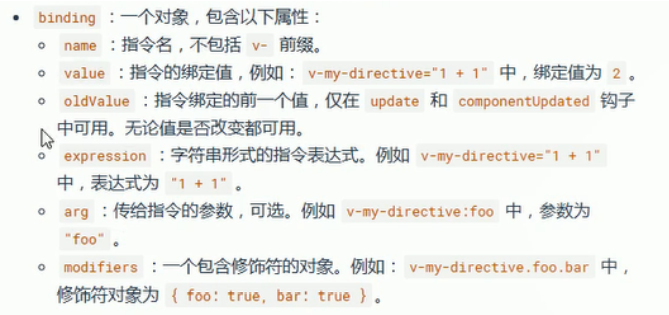 binding ：一个对象，包含以下属性：
name ：指令名，不包括 v- 前缀。
value ：指令的绑定值，例如： v-my-directive="1 + 1" 中，绑定值为 2 。
oldValue ：指令绑定的前一个值，仅在 update 和 componentUpdated 钩子
中可用。无论值是否改变都可用。
expression ：字符串形式的指令表达式。例如 v-my-directive="1 + 1"
中，表达式为 "1 + 1" 。
arg ：传给指令的参数，可选。例如 v-my-directive:foo 中，参数为
"foo" 。
modifiers ：一个包含修饰符的对象。例如： v-my-directive.foo.bar 中，
修饰符对象为 { foo: true, bar: true } 。